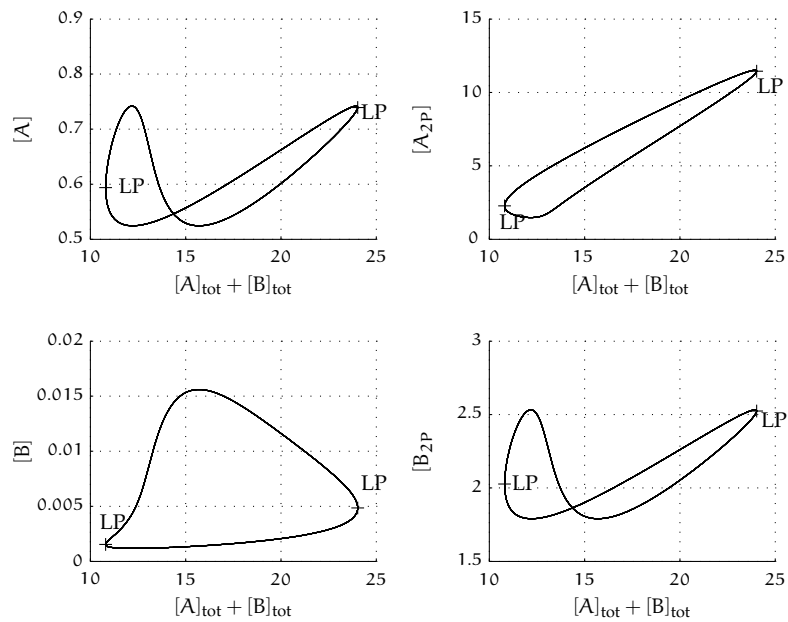 0.9
0.8
0.7
0.6
0.5
[A]
LP
LP
10 15 20 25
[A]tot + [B]tot
15
10
5
0
[A2P]
LP
LP
10 15 20 25
[A]tot + [B]tot
0.02
0.015
0.01
0.005
0
[B]
LP
LP
10 15 20 25
[A]tot + [B]tot
3
2.5
2
1.5
[B2P
LP
LP
10 15 20 25
[A]tot + [B]tot